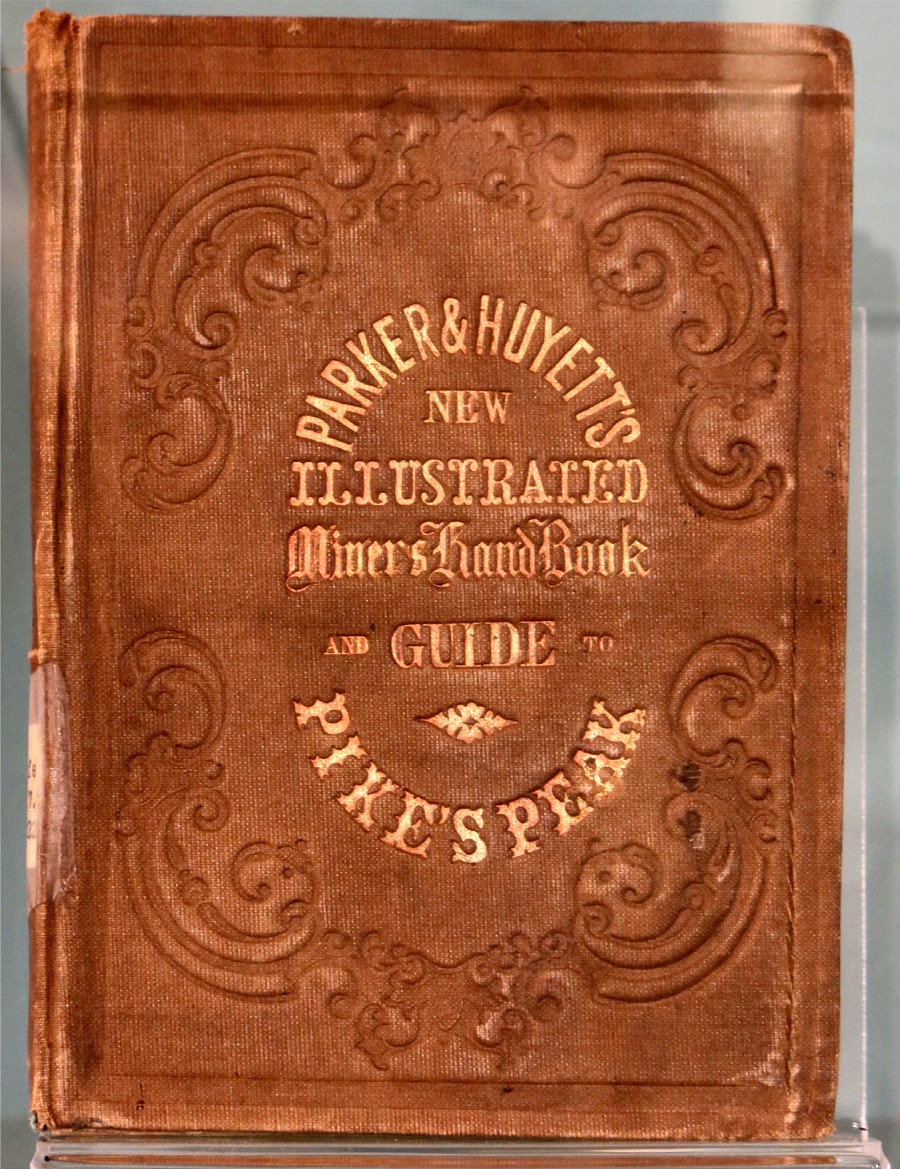 PARKER & HUYETT'S
NEW
ILLUSTRATED
Miner's Hand Book
AND GUIDE TO
PIKE'S PEAK